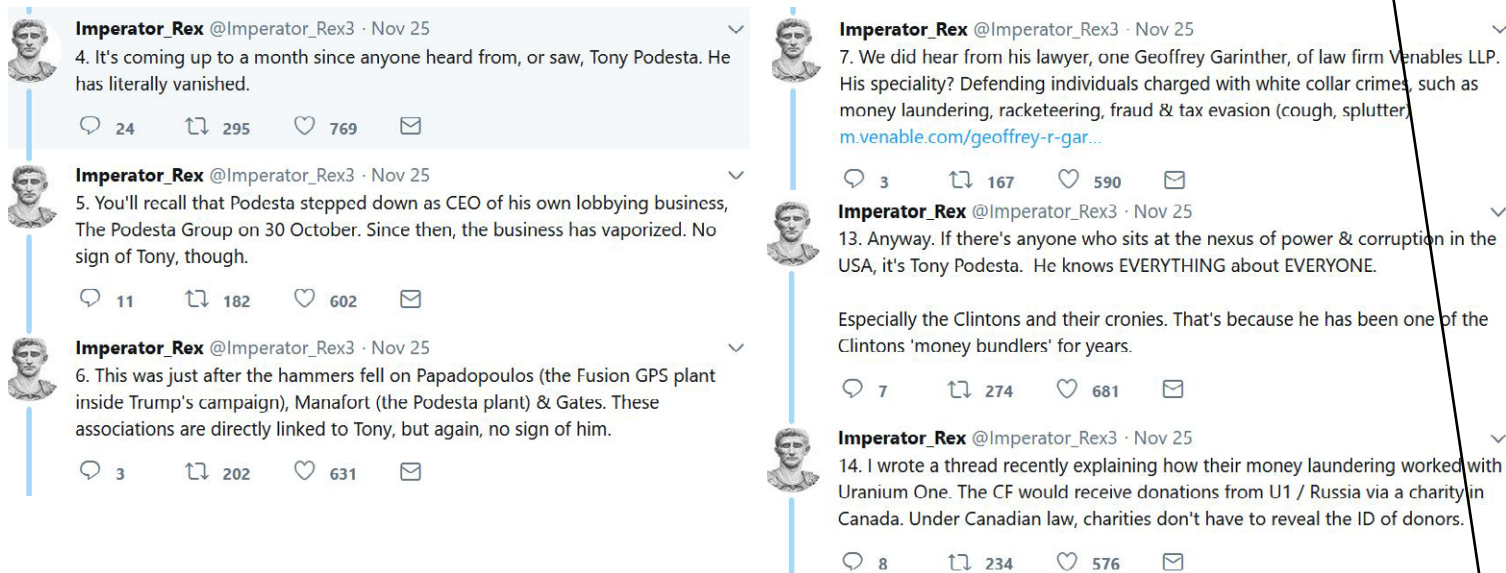 Imperator_Rex @Imperator_Rex3 · Nov 25
4. It's coming up to a month since anyone heard from, or saw, Tony Podesta. He
has literally vanished.
24 295 769
Imperator_Rex @Imperator_Rex3 · Nov 25
5. You'll recall that Podesta stepped down as CEO of his own lobbying business,
The Podesta Group on 30 October. Since then, the business has vaporized. No
sign of Tony, though.
11 182 602
Imperator_Rex @Imperator_Rex3 · Nov 25
6. This was just after the hammers fell on Papadopoulos (the Fusion GPS plant
inside Trump's campaign), Manafort (the Podesta plant) & Gates. These
associations are directly linked to Tony, but again, no sign of him.
3 202 631
Imperator_Rex @Imperator_Rex3 · Nov 25
7. We did hear from his lawyer, one Geoffrey Garinther, of law firm Venables LLP.
His speciality? Defending individuals charged with white collar crimes, such as
money laundering, racketeering, fraud & tax evasion (cough, splutter)
m.venable.com/geoffrey-r-gar...
3 167 590
Imperator_Rex @Imperator_Rex3 · Nov 25
13. Anyway. If there's anyone who sits at the nexus of power & corruption in the
USA, it's Tony Podesta. He knows EVERYTHING about EVERYONE.
Especially the Clintons and their cronies. That's because he has been one of the
Clintons 'money bundlers' for years.
7 274 681
Imperator_Rex @Imperator_Rex3 · Nov 25
14. I wrote a thread recently explaining how their money laundering worked with
Uranium One. The CF would receive donations from U1 / Russia via a charity in
Canada. Under Canadian law, charities don't have to reveal the ID of donors.
8 234 576